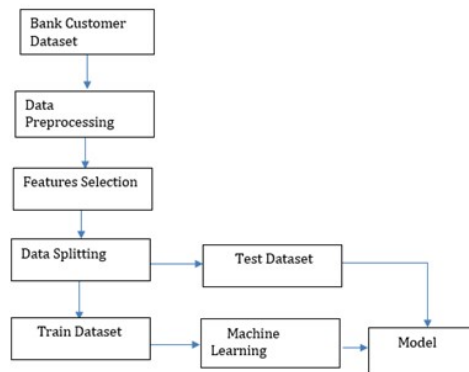 Bank Customer
Dataset
Data
Preprocessing
Features Selection
Data Splitting
Test Dataset
Train Dataset
Machine
Learning
Model